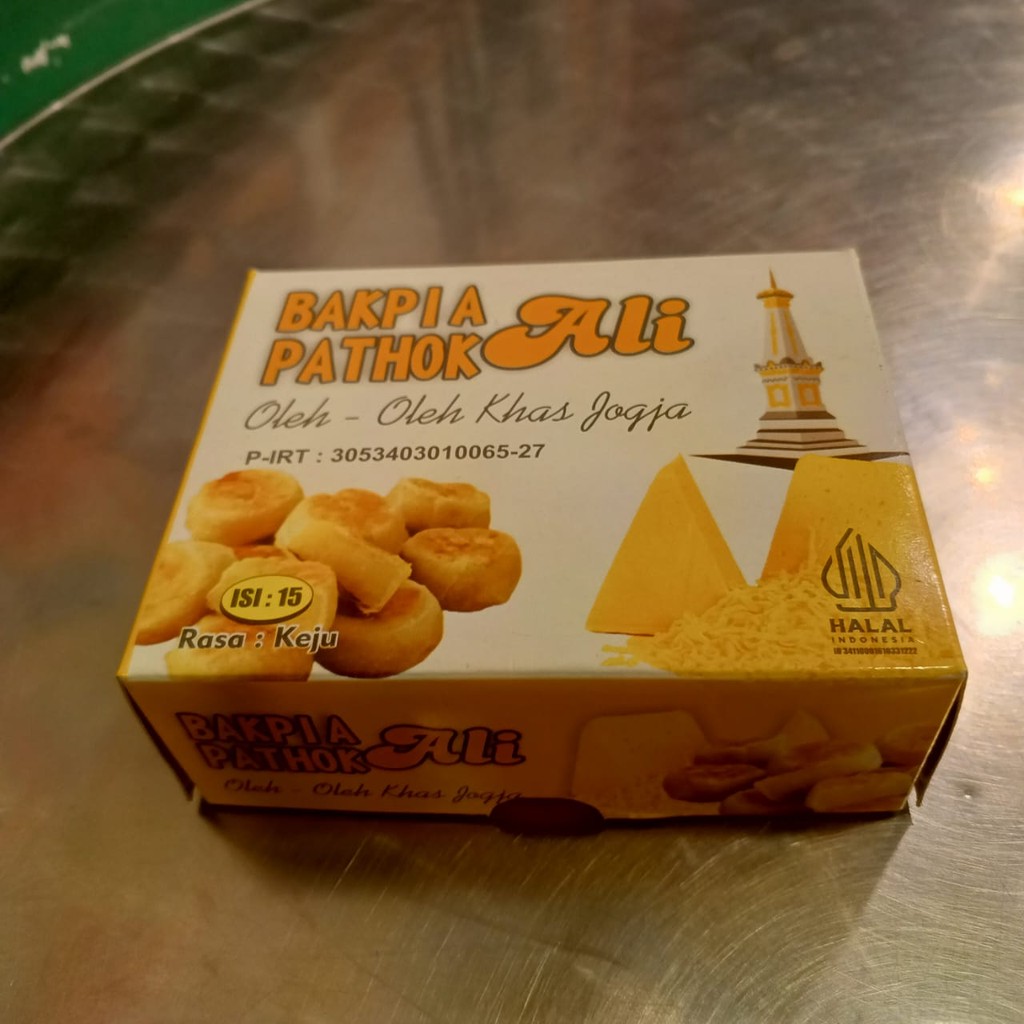 BAKPIA
PATHOK Ali
Oleh - Oleh Khas Jogja
P-IRT : 3053403010065-27
ISI : 15
Rasa : Keju
HALAL
INDONESIA
BAKPIA
PATHOK Ali
Oleh - Oleh Khas Jogja